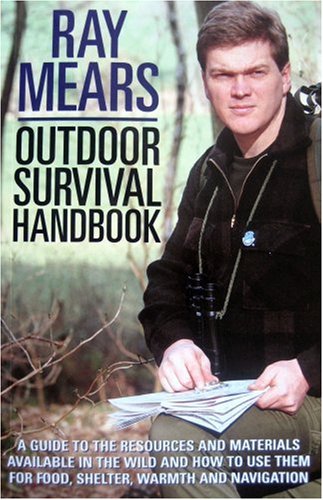 RAY
MEARS
OUTDOOR
SURVIVAL
HANDBOOK
A GUIDE TO THE RESOURCES AND MATERIALS
AVAILABLE IN THE WILD AND HOW TO USE THEM
FOR FOOD, SHELTER, WARMTH AND NAVIGATION